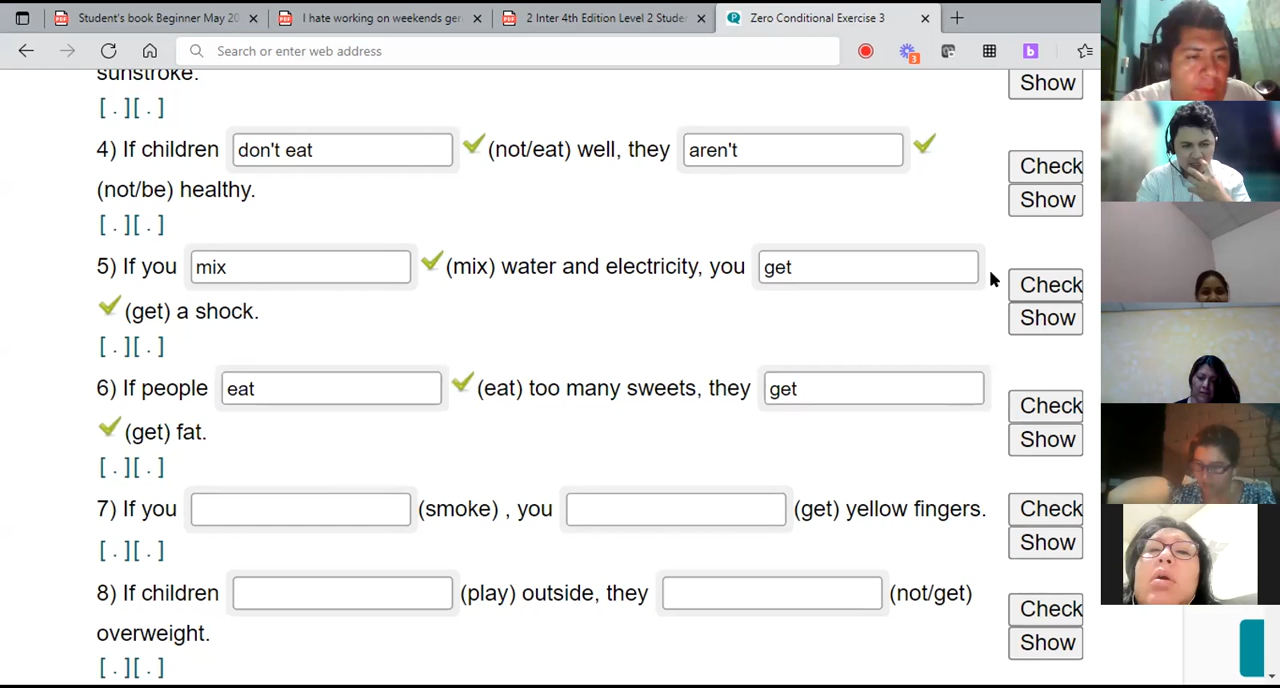 Student's book Beginner May 20
I hate working on weekends ger
2 Inter 4th Edition Level 2 Studer
Zero Conditional Exercise 3
Search or enter web address
3
b
sunstroke.
Show
[ . ][ . ]
4) If children don't eat (not/eat) well, they aren't
Check
(not/be) healthy.
Show
[ . ][ . ]
5) If you mix (mix) water and electricity, you get
Check
(get) a shock.
Show
[ . ][ . ]
6) If people eat (eat) too many sweets, they get
Check
(get) fat.
Show
[ . ][ . ]
7) If you (smoke) , you (get) yellow fingers.
Check
Show
[ . ][ . ]
8) If children (play) outside, they (not/get)
Check
overweight.
Show
[ . ][ . ]